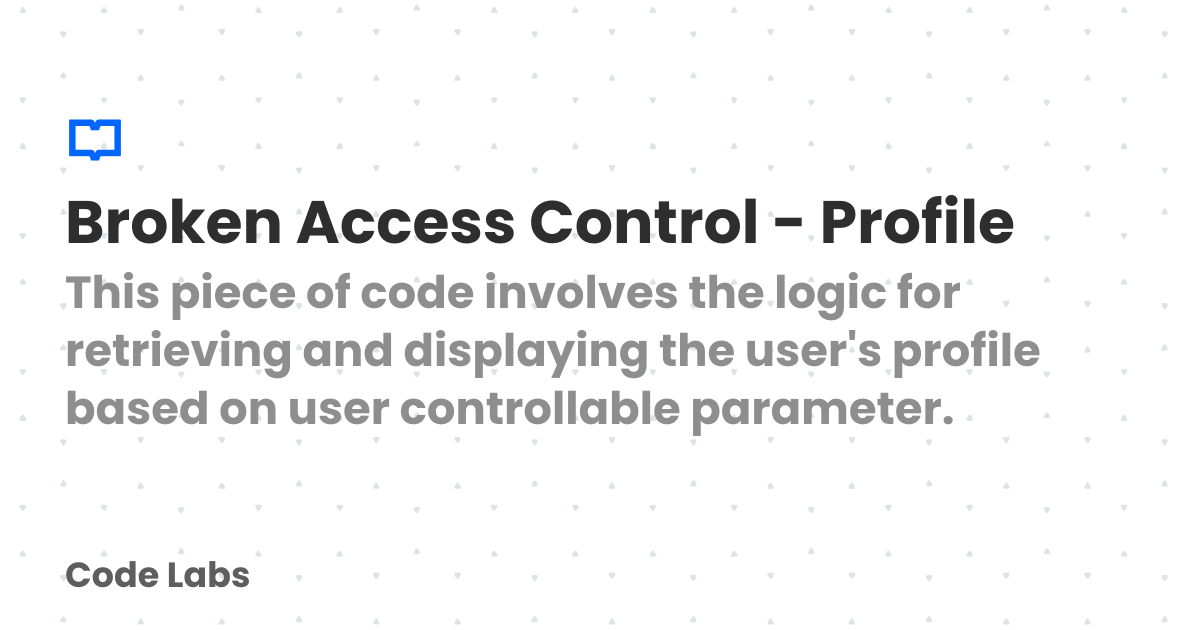 Broken Access Control - Profile
This piece of code involves the logic for
retrieving and displaying the user's profile
based on user controllable parameter.
Code Labs